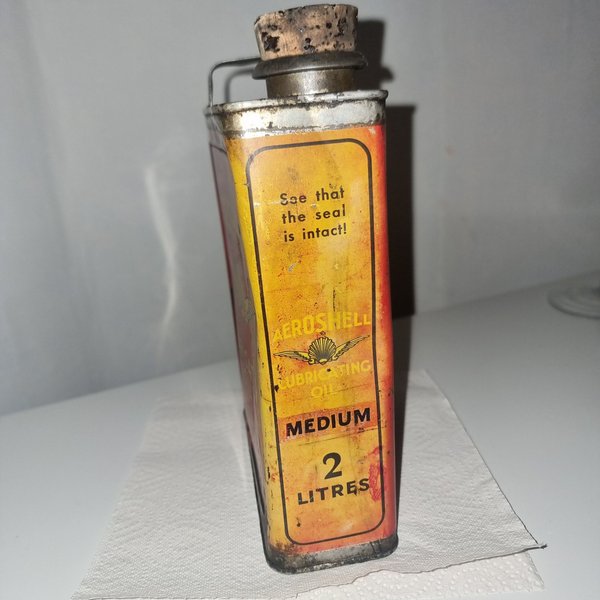 See that
the seal
is intact!
AEROSHELL
LUBRICATING
OIL
MEDIUM
2
LITRES